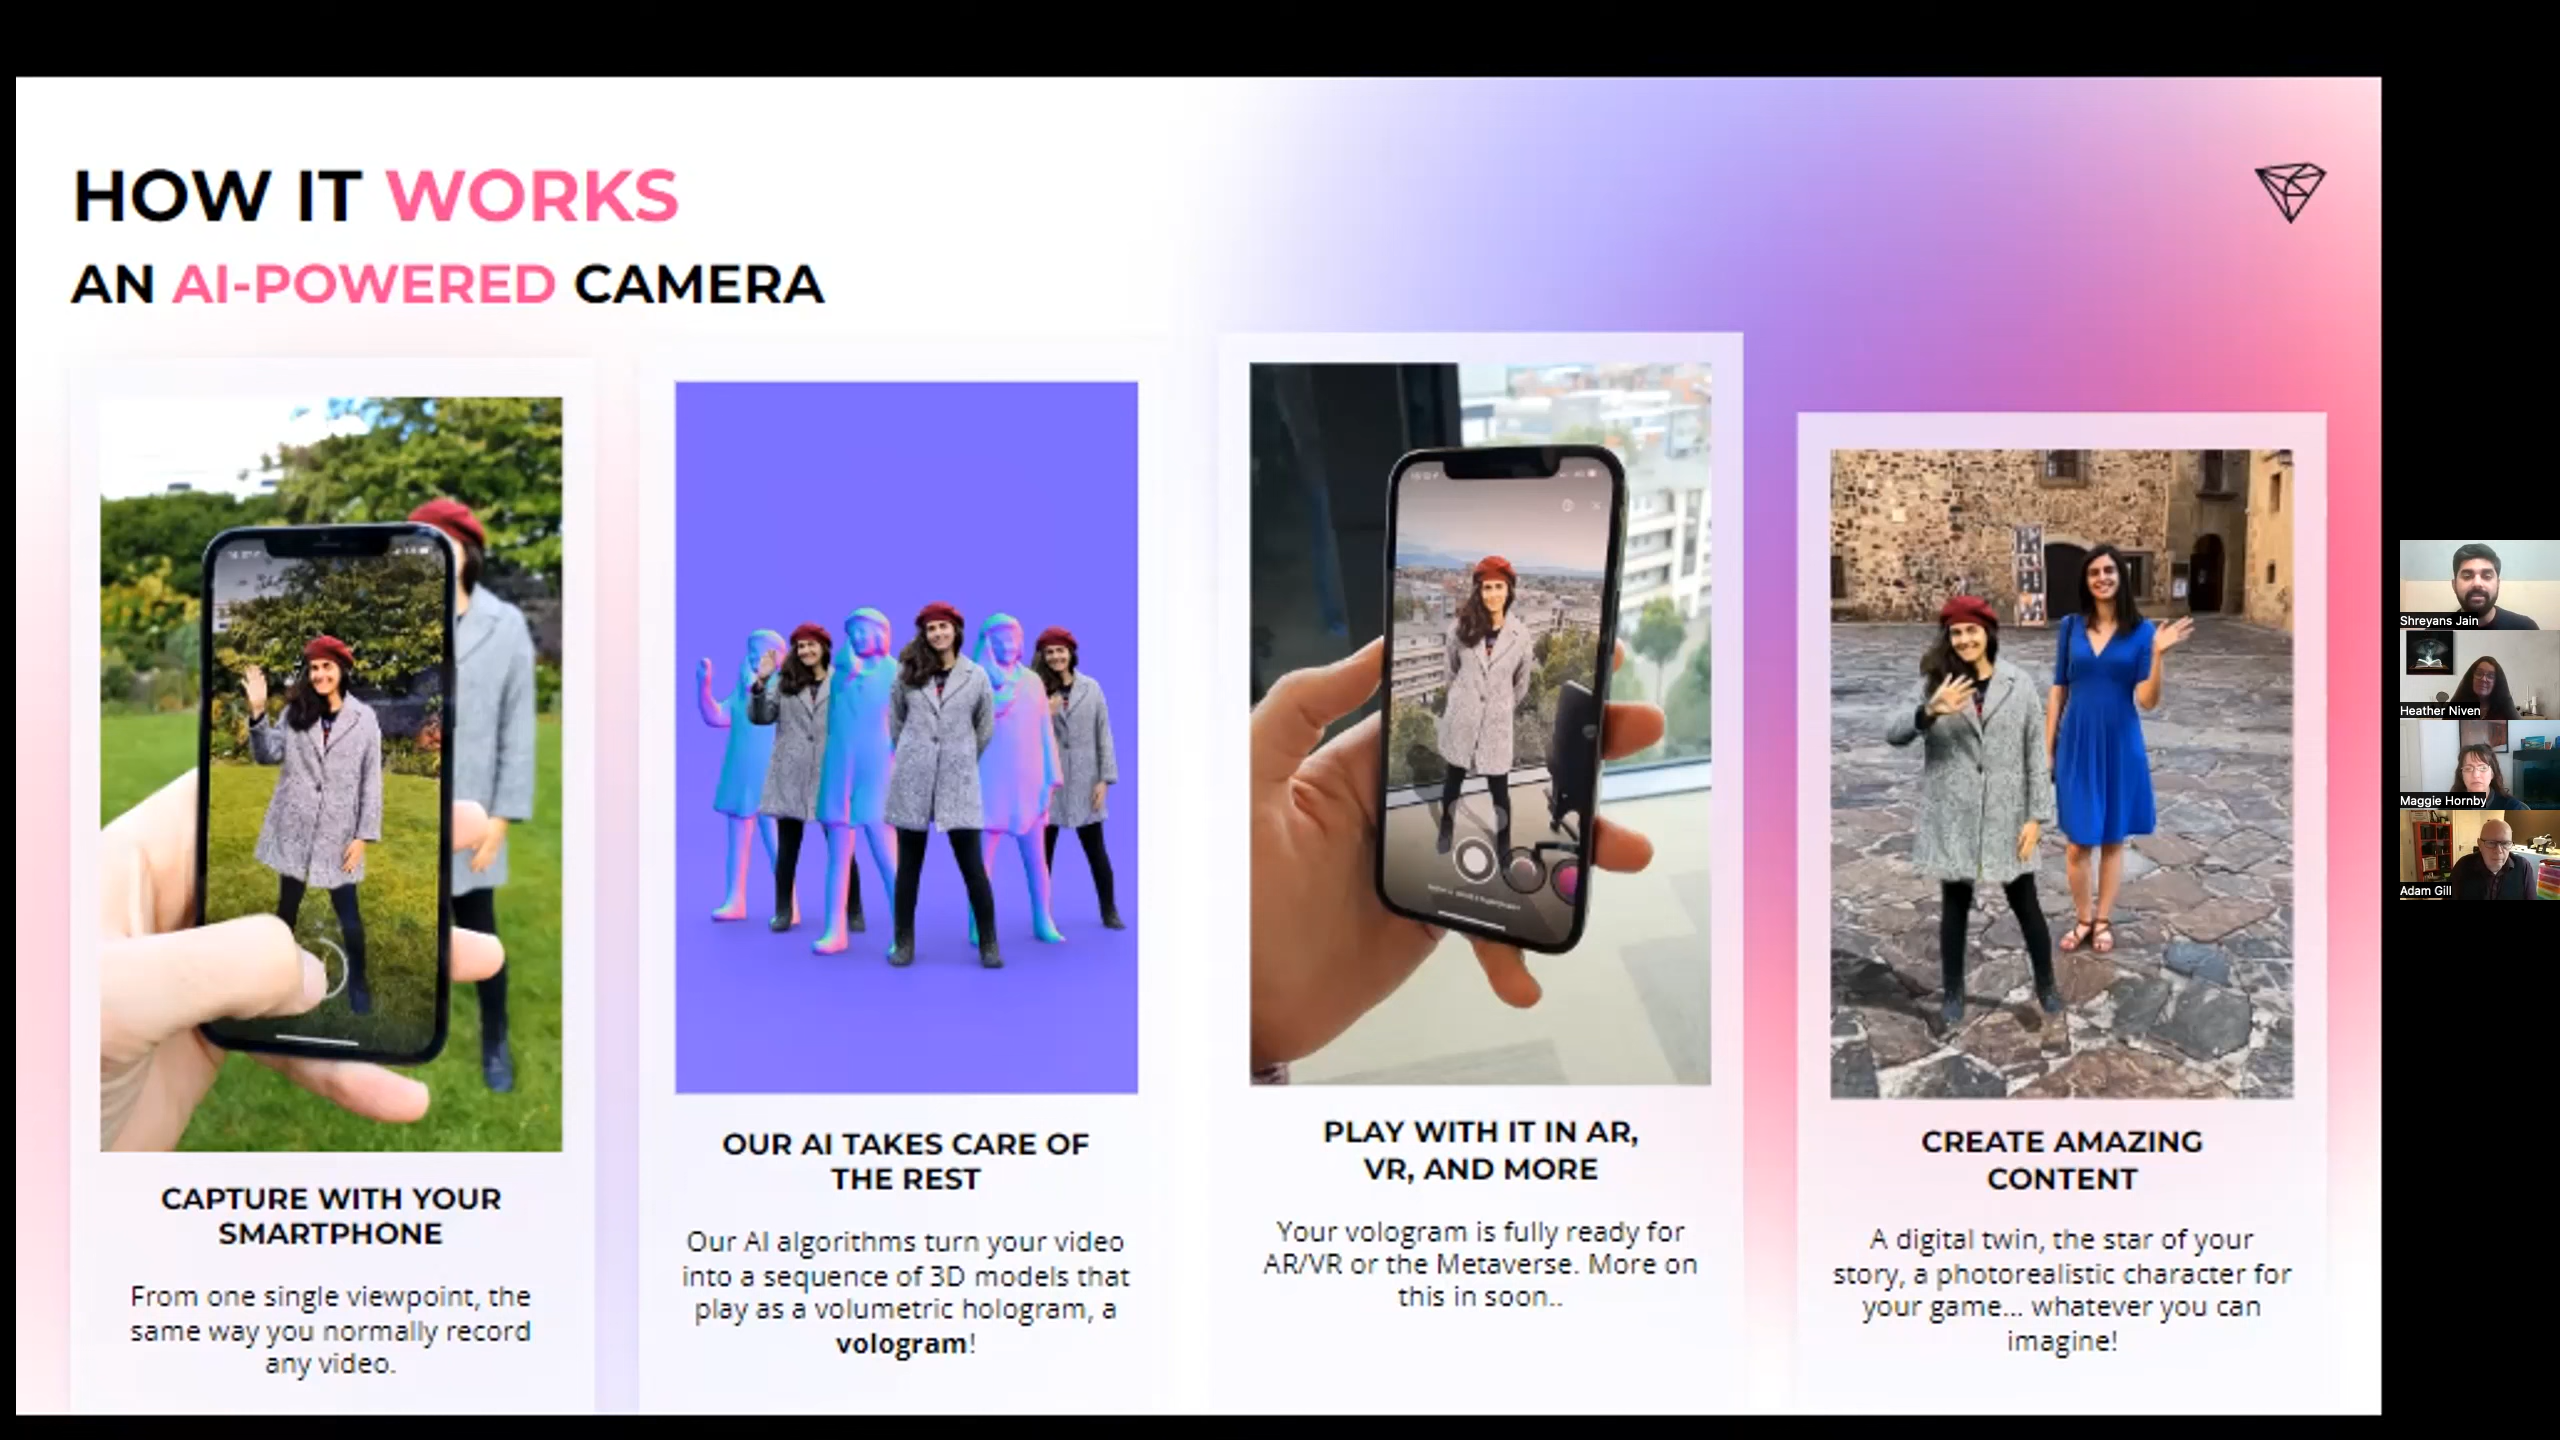 HOW IT WORKS
AN AI-POWERED CAMERA
CAPTURE WITH YOUR
SMARTPHONE
From one single viewpoint, the
same way you normally record
any video.
OUR AI TAKES CARE OF
THE REST
Our AI algorithms turn your video
into a sequence of 3D models that
play as a volumetric hologram, a
vologram!
PLAY WITH IT IN AR,
VR, AND MORE
Your vologram is fully ready for
AR/VR or the Metaverse. More on
this in soon..
CREATE AMAZING
CONTENT
A digital twin, the star of your
story, a photorealistic character for
your game... whatever you can
imagine!
Shreyans Jain
Heather Niven
Maggie Hornby
Adam Gill